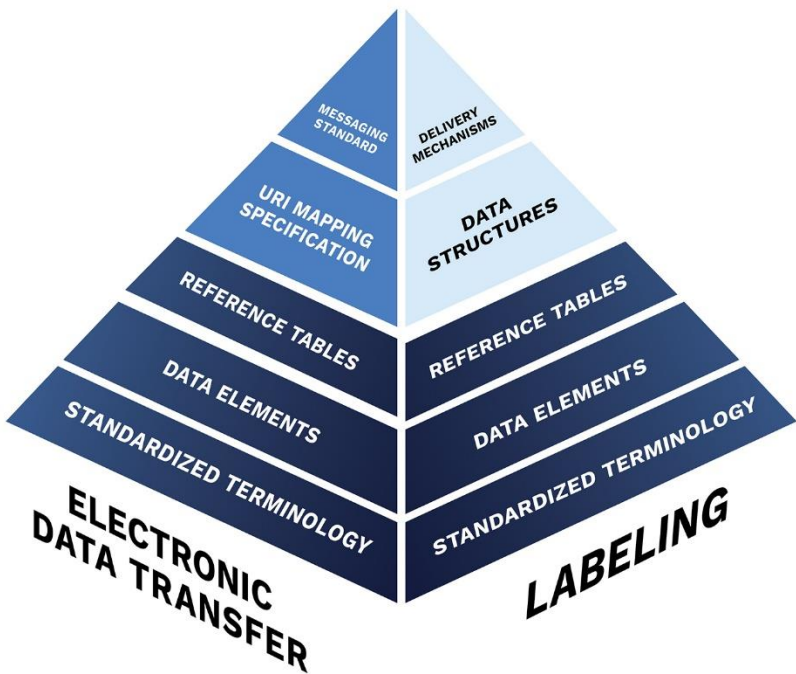 MESSAGING
STANDARD
URI MAPPING
SPECIFICATION
REFERENCE TABLES
DATA ELEMENTS
STANDARDIZED TERMINOLOGY
ELECTRONIC
DATA TRANSFER
DELIVERY
MECHANISMS
DATA
STRUCTURES
REFERENCE TABLES
DATA ELEMENTS
STANDARDIZED TERMINOLOGY
LABELING